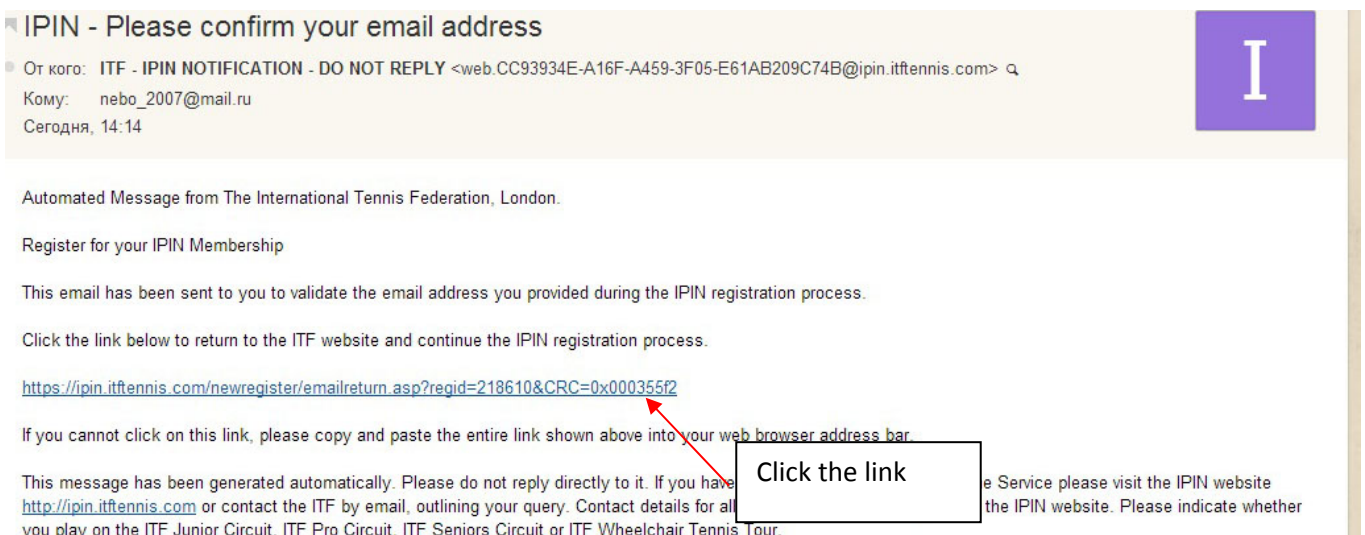 IPIN - Please confirm your email address
I
От кого: ITF - IPIN NOTIFICATION - DO NOT REPLY <web.CC93934E-A16F-A459-3F05-E61AB209C74B@ipin.itftennis.com>
Кому: nebo_2007@mail.ru
Сегодня, 14:14
Automated Message from The International Tennis Federation, London.
Register for your IPIN Membership
This email has been sent to you to validate the email address you provided during the IPIN registration process.
Click the link below to return to the ITF website and continue the IPIN registration process.
https://ipin.itftennis.com/newregister/emailreturn.asp?regid=218610&CRC=0x000355f2
If you cannot click on this link, please copy and paste the entire link shown above into your web browser address bar.
Click the link
This message has been generated automatically. Please do not reply directly to it. If you have e Service please visit the IPIN website
http://ipin.itftennis.com or contact the ITF by email, outlining your query. Contact details for all the IPIN website. Please indicate whether
you play on the ITF Junior Circuit, ITF Pro Circuit, ITF Seniors Circuit or ITF Wheelchair Tennis Tour.